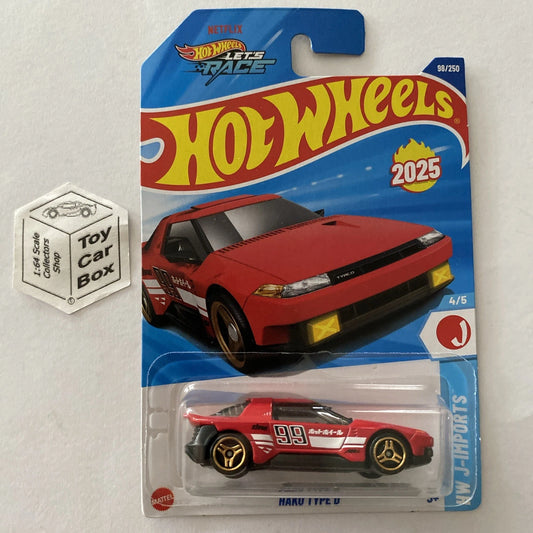 NETFLIX
HOT WHEELS
LET'S
RACE
98/250
HOT WHEELS
2025
4/5
J
HW J-IMPORTS
TYPE D
99
ホットホイール
MATTEL
HAKO TYPE D
3+
1:64 Scale
Collectors
Shop
Toy
Car
Box